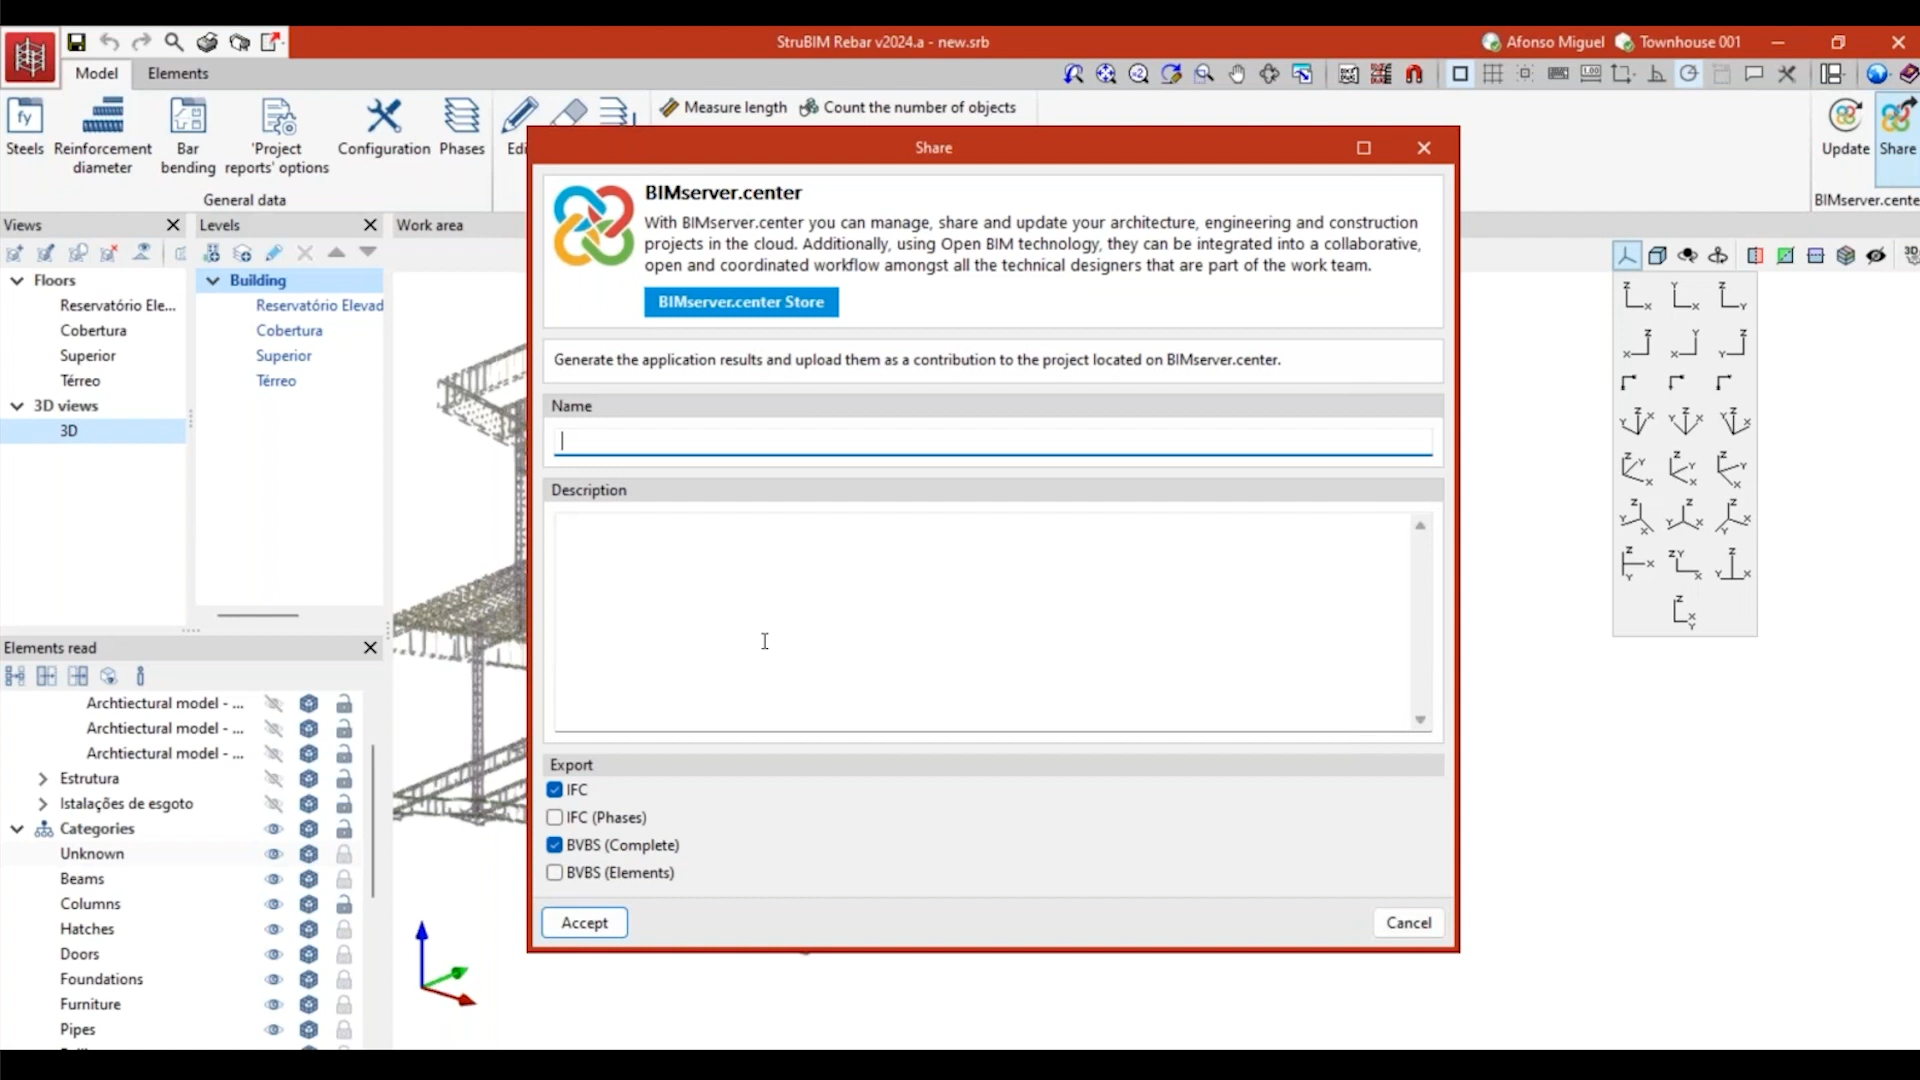 StruBIM Rebar v2024.a - new.srb
Afonso Miguel
Townhouse 001
Model
Elements
Measure length
Count the number of objects
fy
Steels
Reinforcement
diameter
Bar
bending
'Project
reports' options
Configuration
Phases
Edi
Update
Share
General data
BIMserver.cente
Views
Levels
Work area
Floors
Reservatório Ele...
Cobertura
Superior
Térreo
3D views
3D
Building
Reservatório Elevad
Cobertura
Superior
Térreo
Elements read
Archtiectural model - ...
Archtiectural model - ...
Archtiectural model - ...
Estrutura
Istalações de esgoto
Categories
Unknown
Beams
Columns
Hatches
Doors
Foundations
Furniture
Pipes
Share
BIMserver.center
With BIMserver.center you can manage, share and update your architecture, engineering and construction
projects in the cloud. Additionally, using Open BIM technology, they can be integrated into a collaborative,
open and coordinated workflow amongst all the technical designers that are part of the work team.
BIMserver.center Store
Generate the application results and upload them as a contribution to the project located on BIMserver.center.
Name
Description
Export
IFC
IFC (Phases)
BVBS (Complete)
BVBS (Elements)
Accept
Cancel